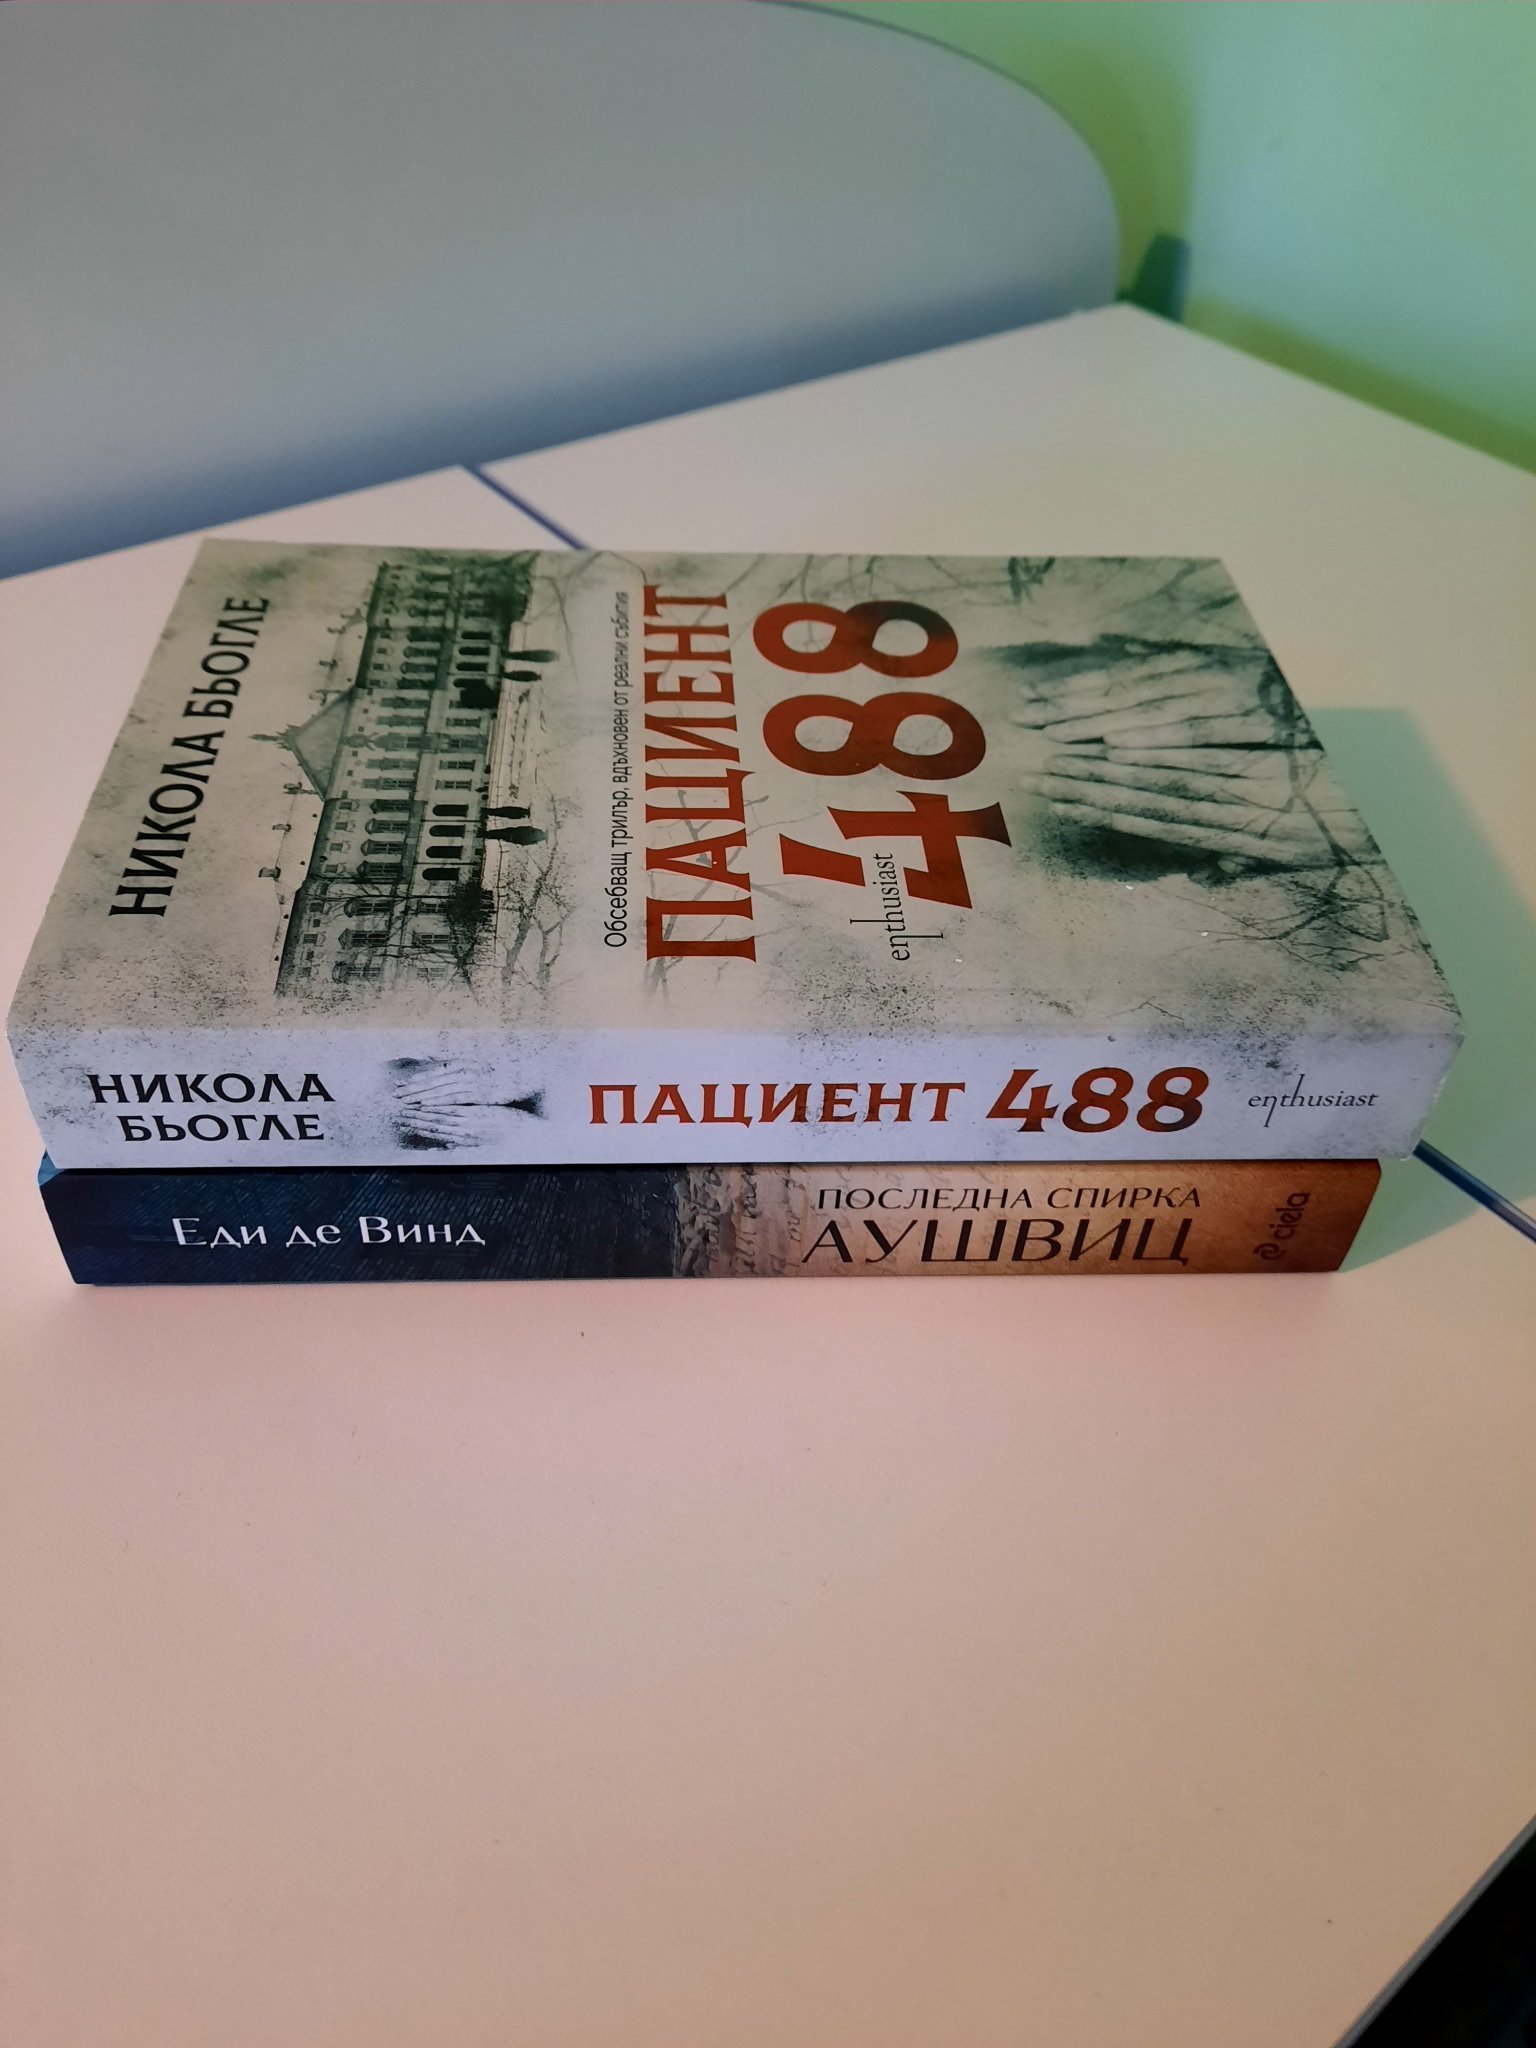 НИКОЛА БЬОГЛЕ
Обсебващ трилър, вдъхновен от реални събития
ПАЦИЕНТ
488
enthusiast
НИКОЛА
БЬОГЛЕ
ПАЦИЕНТ 488
enthusiast
Еди де Винд
ПОСЛЕДНА СПИРКА
АУШВИЦ
ciela